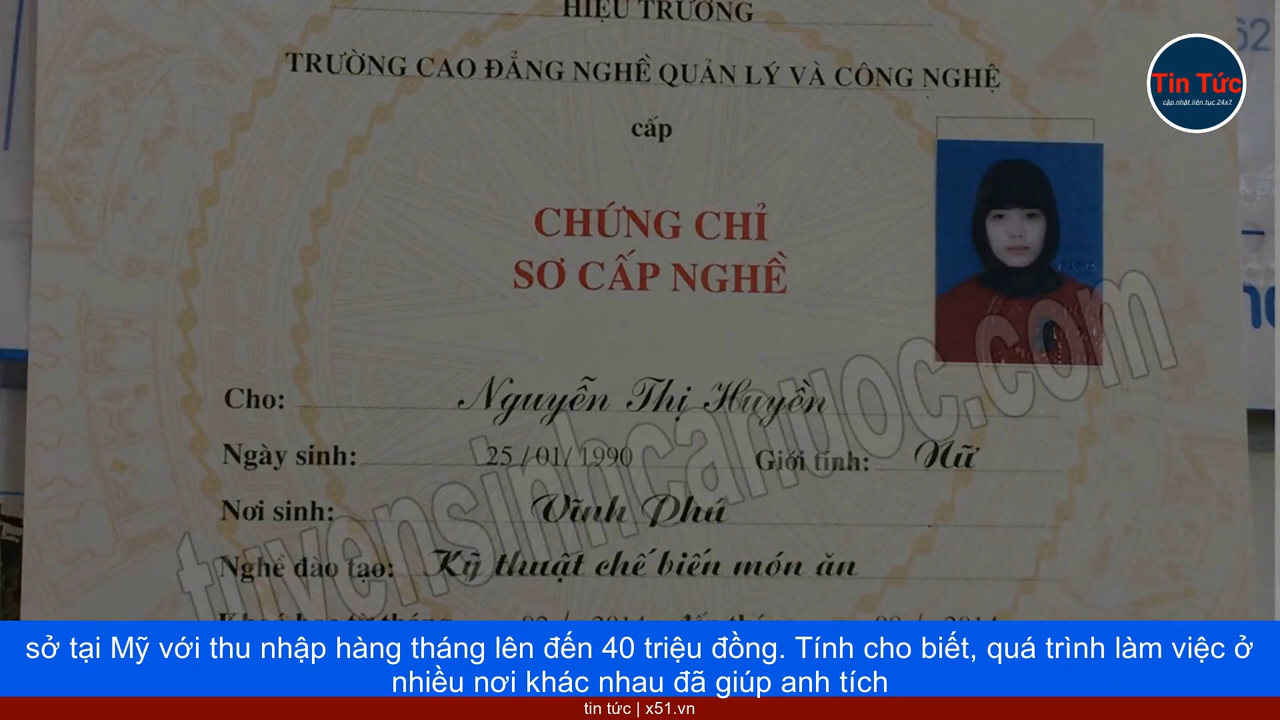 HIỆU TRƯỞNG
TRƯỜNG CAO ĐẲNG NGHỀ QUẢN LÝ VÀ CÔNG NGHỆ
cấp
62
Tin Tức
cập nhật liên tục 24x7
CHỨNG CHỈ
SƠ CẤP NGHỀ
Cho: Nguyễn Thị Huyền
Ngày sinh: 25/01/1990 Giới tính: Nữ
Nơi sinh: Vĩnh Phú
Nghề đào tạo: Kỹ thuật chế biến món ăn
tuyensinhcanuoc.com
sở tại Mỹ với thu nhập hàng tháng lên đến 40 triệu đồng. Tính cho biết, quá trình làm việc ở
nhiều nơi khác nhau đã giúp anh tích
tin tức | x51.vn